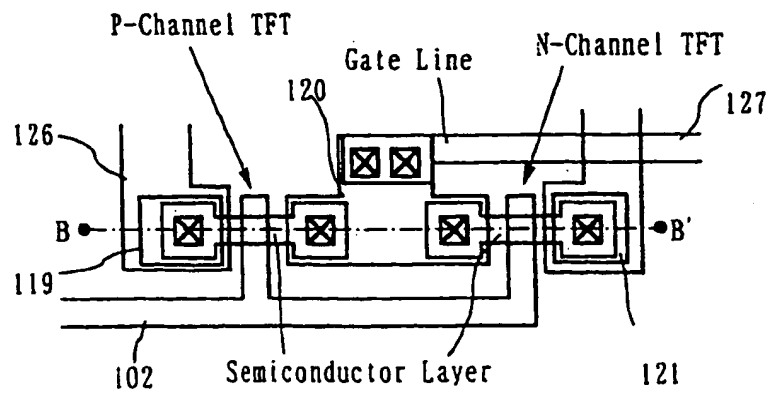 P-Channel TFT
Gate Line
N-Channel TFT
120
127
126
B
B'
119
102
Semiconductor Layer
121